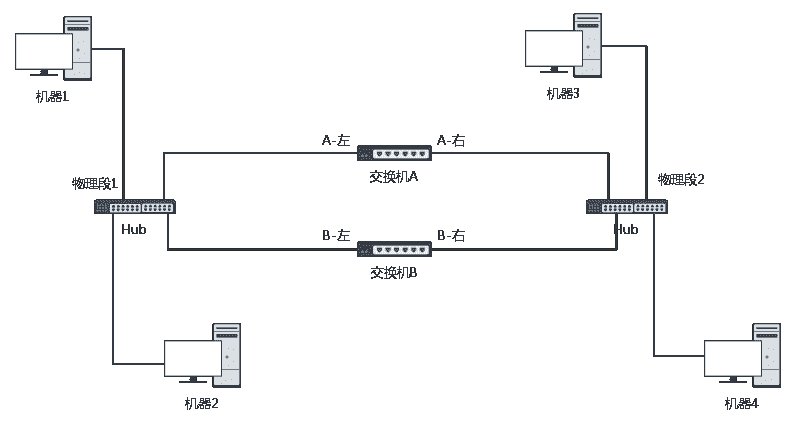 机器1
机器3
A-左
A-右
交换机A
物理段1
物理段2
Hub
Hub
B-左
B-右
交换机B
机器2
机器4